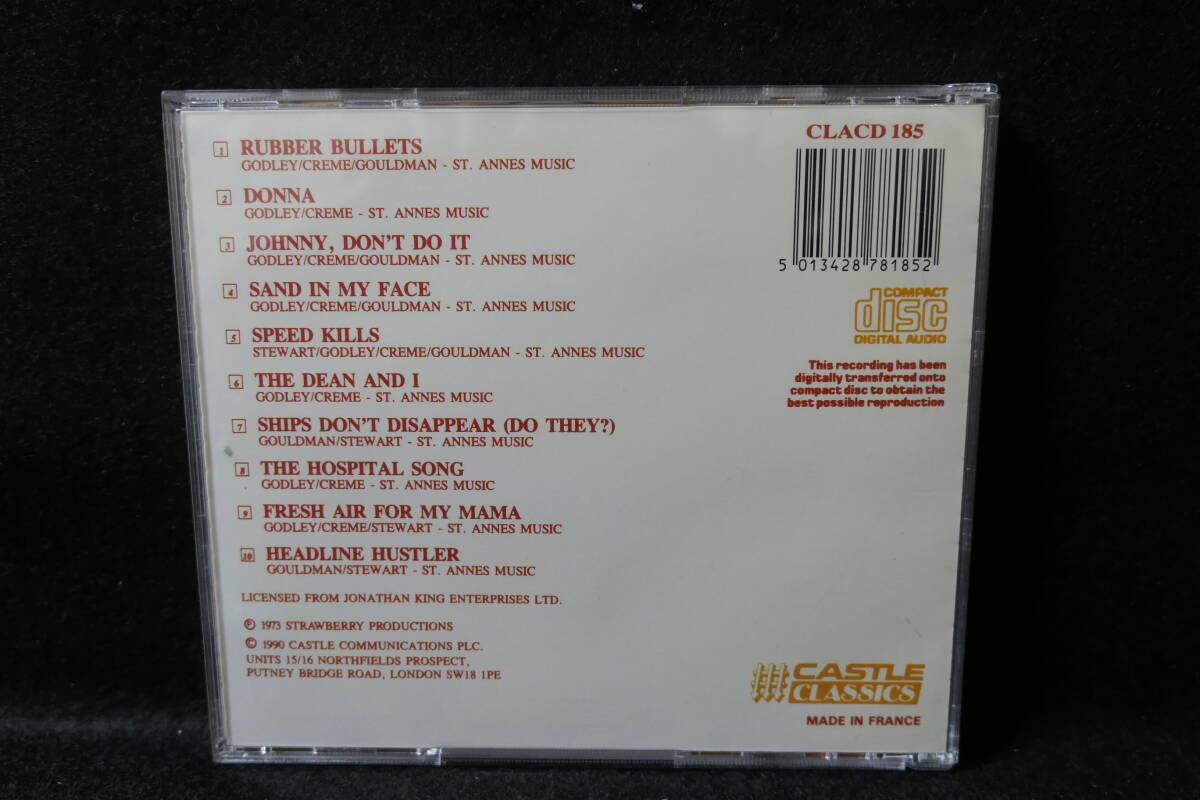 1 RUBBER BULLETS
GODLEY/CREME/GOULDMAN - ST. ANNES MUSIC
2 DONNA
GODLEY/CREME - ST. ANNES MUSIC
3 JOHNNY, DON'T DO IT
GODLEY/CREME/GOULDMAN - ST. ANNES MUSIC
4 SAND IN MY FACE
GODLEY/CREME/GOULDMAN - ST. ANNES MUSIC
5 SPEED KILLS
STEWART/GODLEY/CREME/GOULDMAN - ST. ANNES MUSIC
6 THE DEAN AND I
GODLEY/CREME - ST. ANNES MUSIC
7 SHIPS DON'T DISAPPEAR (DO THEY?)
GOULDMAN/STEWART - ST. ANNES MUSIC
8 THE HOSPITAL SONG
GODLEY/CREME - ST. ANNES MUSIC
9 FRESH AIR FOR MY MAMA
GODLEY/CREME/STEWART - ST. ANNES MUSIC
10 HEADLINE HUSTLER
GOULDMAN/STEWART - ST. ANNES MUSIC
LICENSED FROM JONATHAN KING ENTERPRISES LTD.
℗ 1973 STRAWBERRY PRODUCTIONS
© 1990 CASTLE COMMUNICATIONS PLC.
UNITS 15/16 NORTHFIELDS PROSPECT,
PUTNEY BRIDGE ROAD, LONDON SW18 1PE
CLACD 185
5 013428 781852
COMPACT
disc
DIGITAL AUDIO
This recording has been
digitally transferred onto
compact disc to obtain the
best possible reproduction
CASTLE
CLASSICS
MADE IN FRANCE